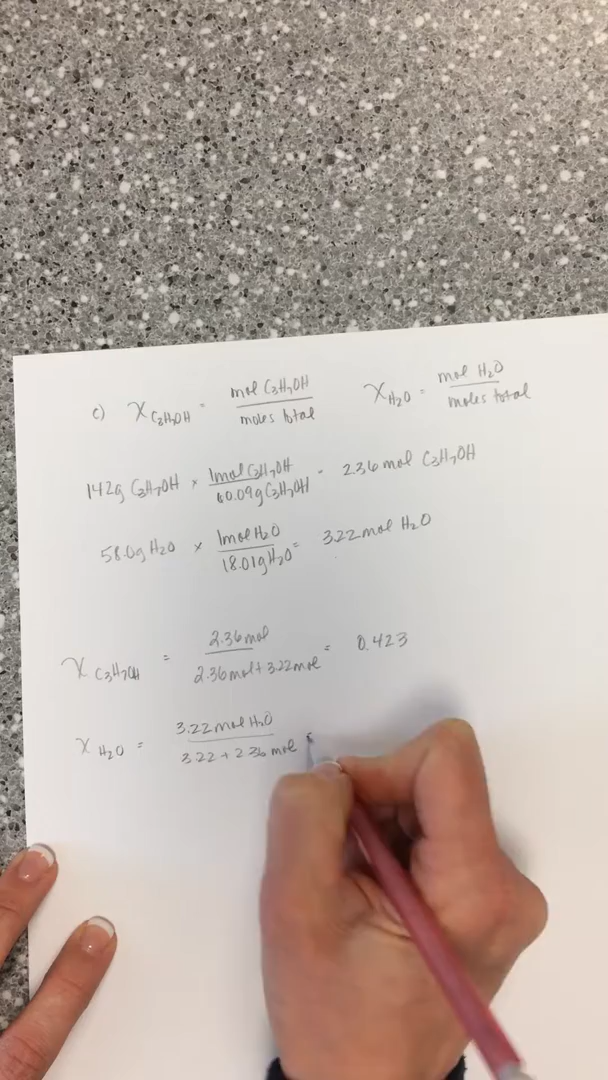 c) χ C₃H₇OH = mol C₃H₇OH / moles total   χ H₂O = mol H₂O / moles total
142g C₃H₇OH × 1mol C₃H₇OH / 60.09g C₃H₇OH = 2.36 mol C₃H₇OH
58.0g H₂O × 1mol H₂O / 18.01g H₂O = 3.22 mol H₂O
χ C₃H₇OH = 2.36 mol / 2.36 mol + 3.22 mol = 0.423
χ H₂O = 3.22 mol H₂O / 3.22 + 2.36 mol =